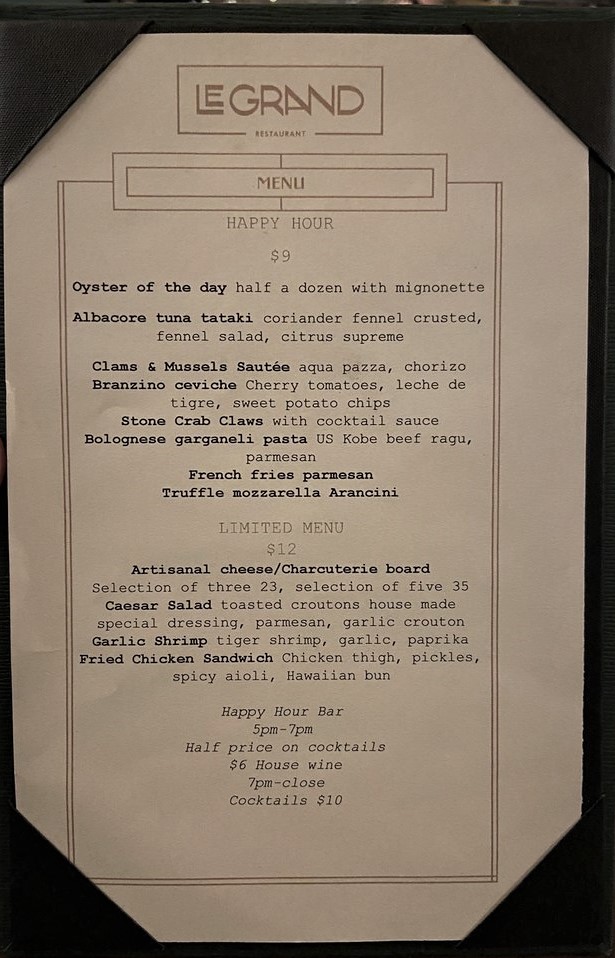 LE GRAND
RESTAURANT
MENU
HAPPY HOUR
$9
Oyster of the day half a dozen with mignonette
Albacore tuna tataki coriander fennel crusted,
fennel salad, citrus supreme
Clams & Mussels Sautée aqua pazza, chorizo
Branzino ceviche Cherry tomatoes, leche de
tigre, sweet potato chips
Stone Crab Claws with cocktail sauce
Bolognese garganeli pasta US Kobe beef ragu,
parmesan
French fries parmesan
Truffle mozzarella Arancini
LIMITED MENU
$12
Artisanal cheese/Charcuterie board
Selection of three 23, selection of five 35
Caesar Salad toasted croutons house made
special dressing, parmesan, garlic crouton
Garlic Shrimp tiger shrimp, garlic, paprika
Fried Chicken Sandwich Chicken thigh, pickles,
spicy aioli, Hawaiian bun
Happy Hour Bar
5pm-7pm
Half price on cocktails
$6 House wine
7pm-close
Cocktails $10